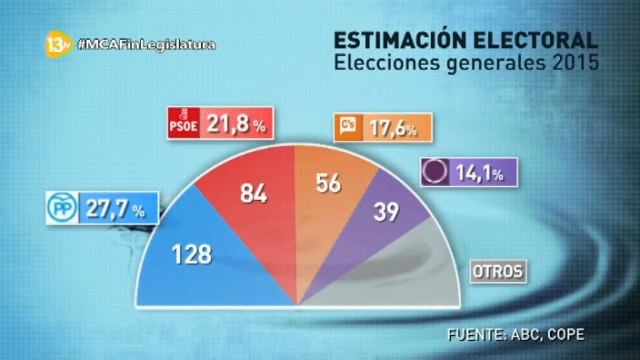 13tv #MCAFinLegislatura
ESTIMACIÓN ELECTORAL
Elecciones generales 2015
PSOE 21,8 %
C's 17,6%
14,1%
PP 27,7 %
128
84
56
39
OTROS
FUENTE: ABC, COPE